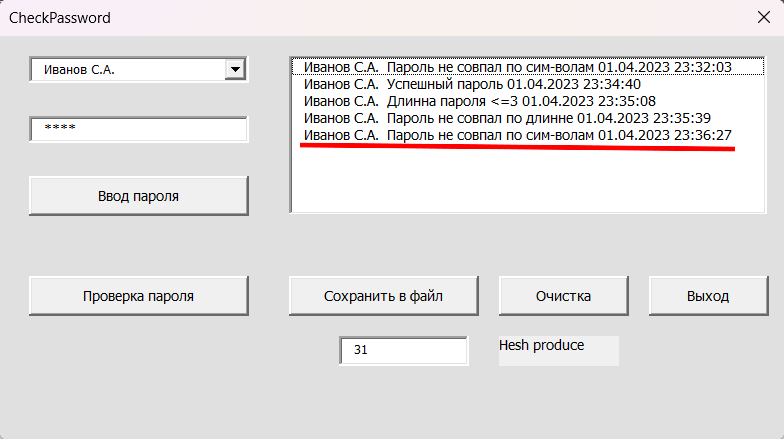 CheckPassword
Иванов С.А.
****
Ввод пароля
Проверка пароля
Иванов С.А. Пароль не совпал по сим-волам 01.04.2023 23:32:03
Иванов С.А. Успешный пароль 01.04.2023 23:34:40
Иванов С.А. Длинна пароля <=3 01.04.2023 23:35:08
Иванов С.А. Пароль не совпал по длинне 01.04.2023 23:35:39
Иванов С.А. Пароль не совпал по сим-волам 01.04.2023 23:36:27
Сохранить в файл
Очистка
Выход
31
Hesh produce